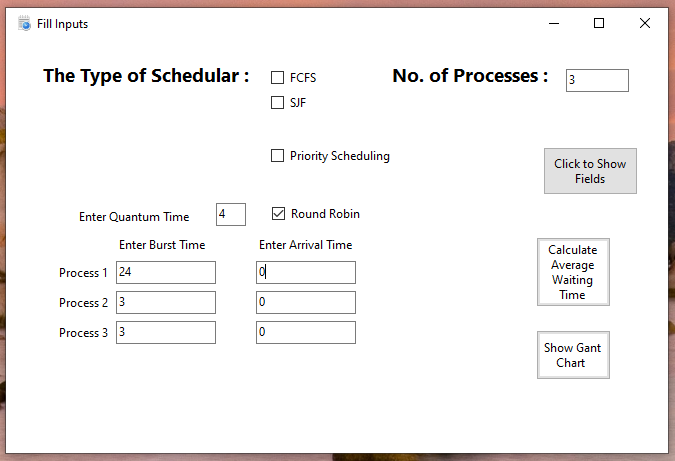 Fill Inputs
The Type of Schedular :
FCFS
No. of Processes :
3
SJF
Priority Scheduling
Click to Show
Fields
Enter Quantum Time
4
Round Robin
Enter Burst Time
Enter Arrival Time
Process 1
24
0
Process 2
3
0
Process 3
3
0
Calculate
Average
Waiting
Time
Show Gant
Chart